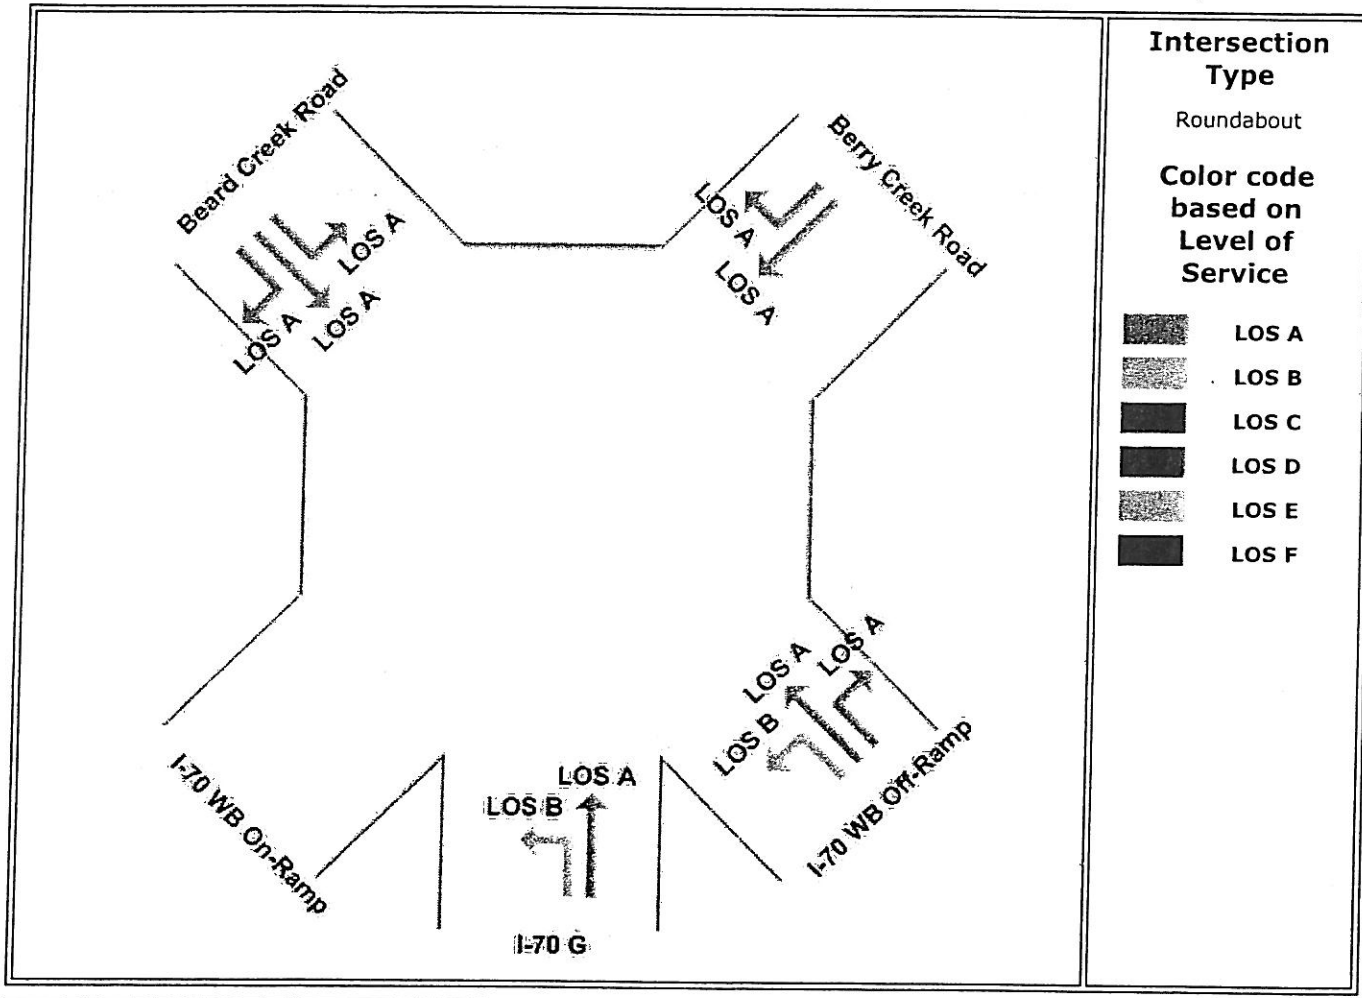 Beard Creek Road
LOS A
LOS A
LOS A
Berry Creek Road
LOS A
LOS A
I-70 WB On-Ramp
LOS B
LOS A
I-70 G
LOS B
LOS A
LOS A
I-70 WB Off-Ramp
Intersection
Type
Roundabout
Color code
based on
Level of
Service
LOS A
LOS B
LOS C
LOS D
LOS E
LOS F